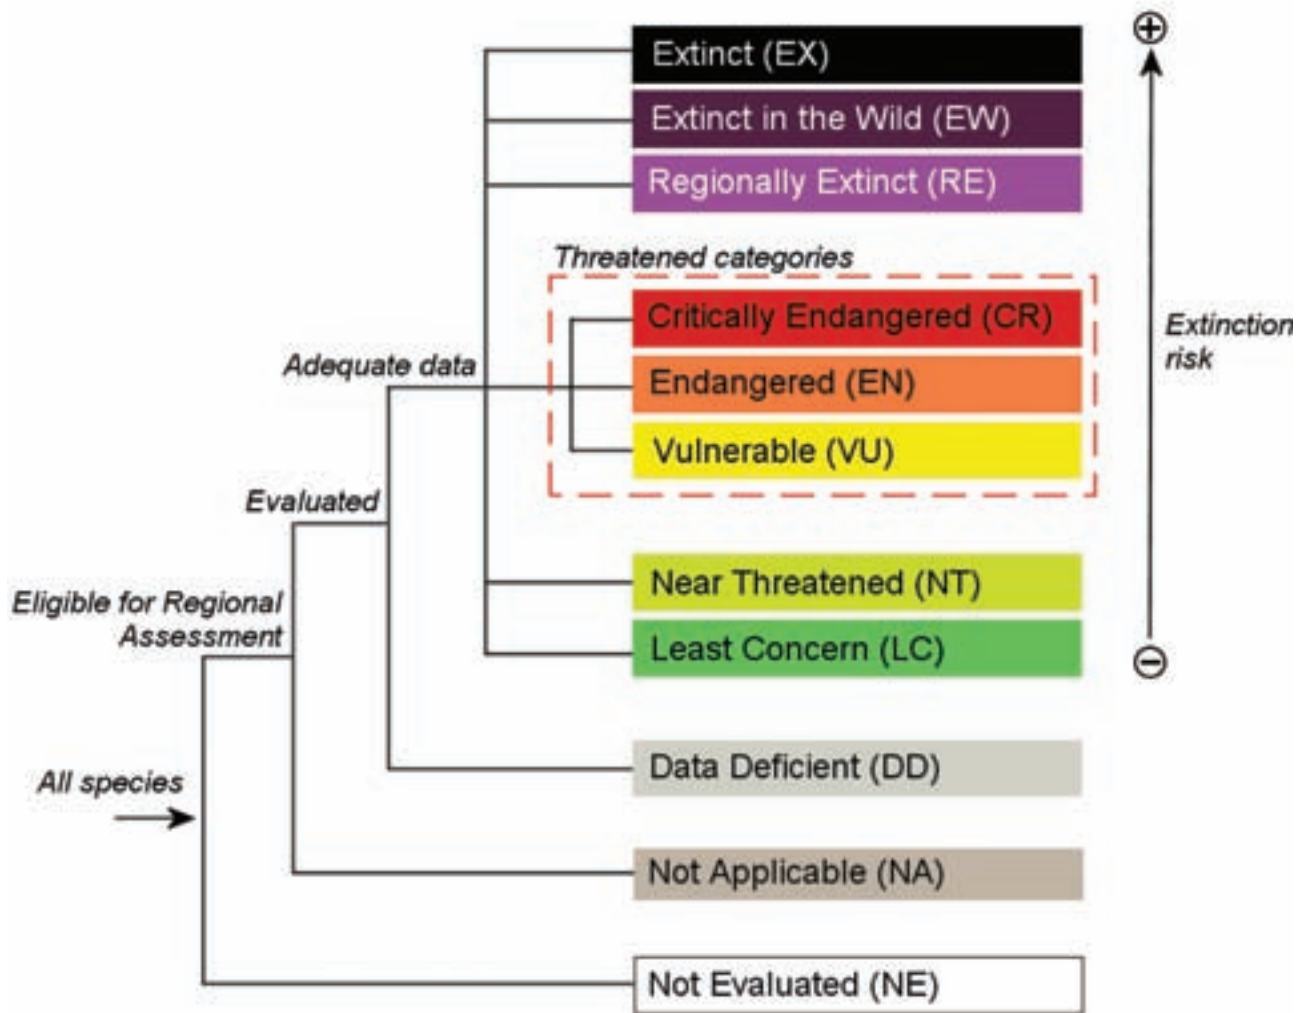 Extinct (EX)
Extinct in the Wild (EW)
Regionally Extinct (RE)
Threatened categories
Critically Endangered (CR)
Endangered (EN)
Vulnerable (VU)
Extinction
risk
Adequate data
Evaluated
Near Threatened (NT)
Eligible for Regional
Assessment
Least Concern (LC)
Data Deficient (DD)
All species
Not Applicable (NA)
Not Evaluated (NE)